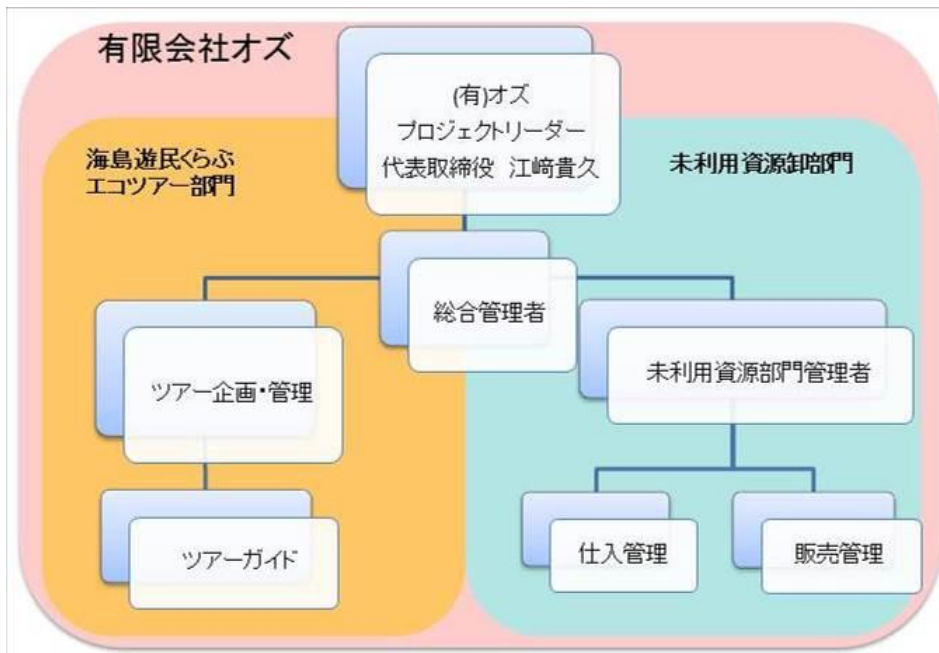 有限会社オズ
(有)オズ
プロジェクトリーダー
代表取締役 江﨑貴久
海島遊民くらぶ
エコツアー部門
未利用資源卸部門
総合管理者
ツアー企画・管理
未利用資源部門管理者
ツアーガイド
仕入管理
販売管理